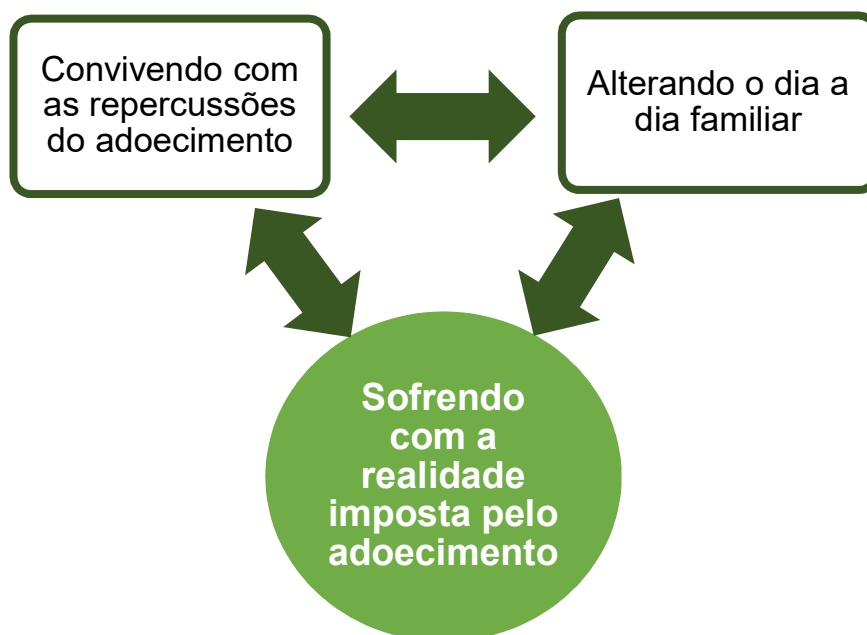 Convivendo com
as repercussões
do adoecimento
Alterando o dia a
dia familiar
Sofrendo
com a
realidade
imposta pelo
adoecimento